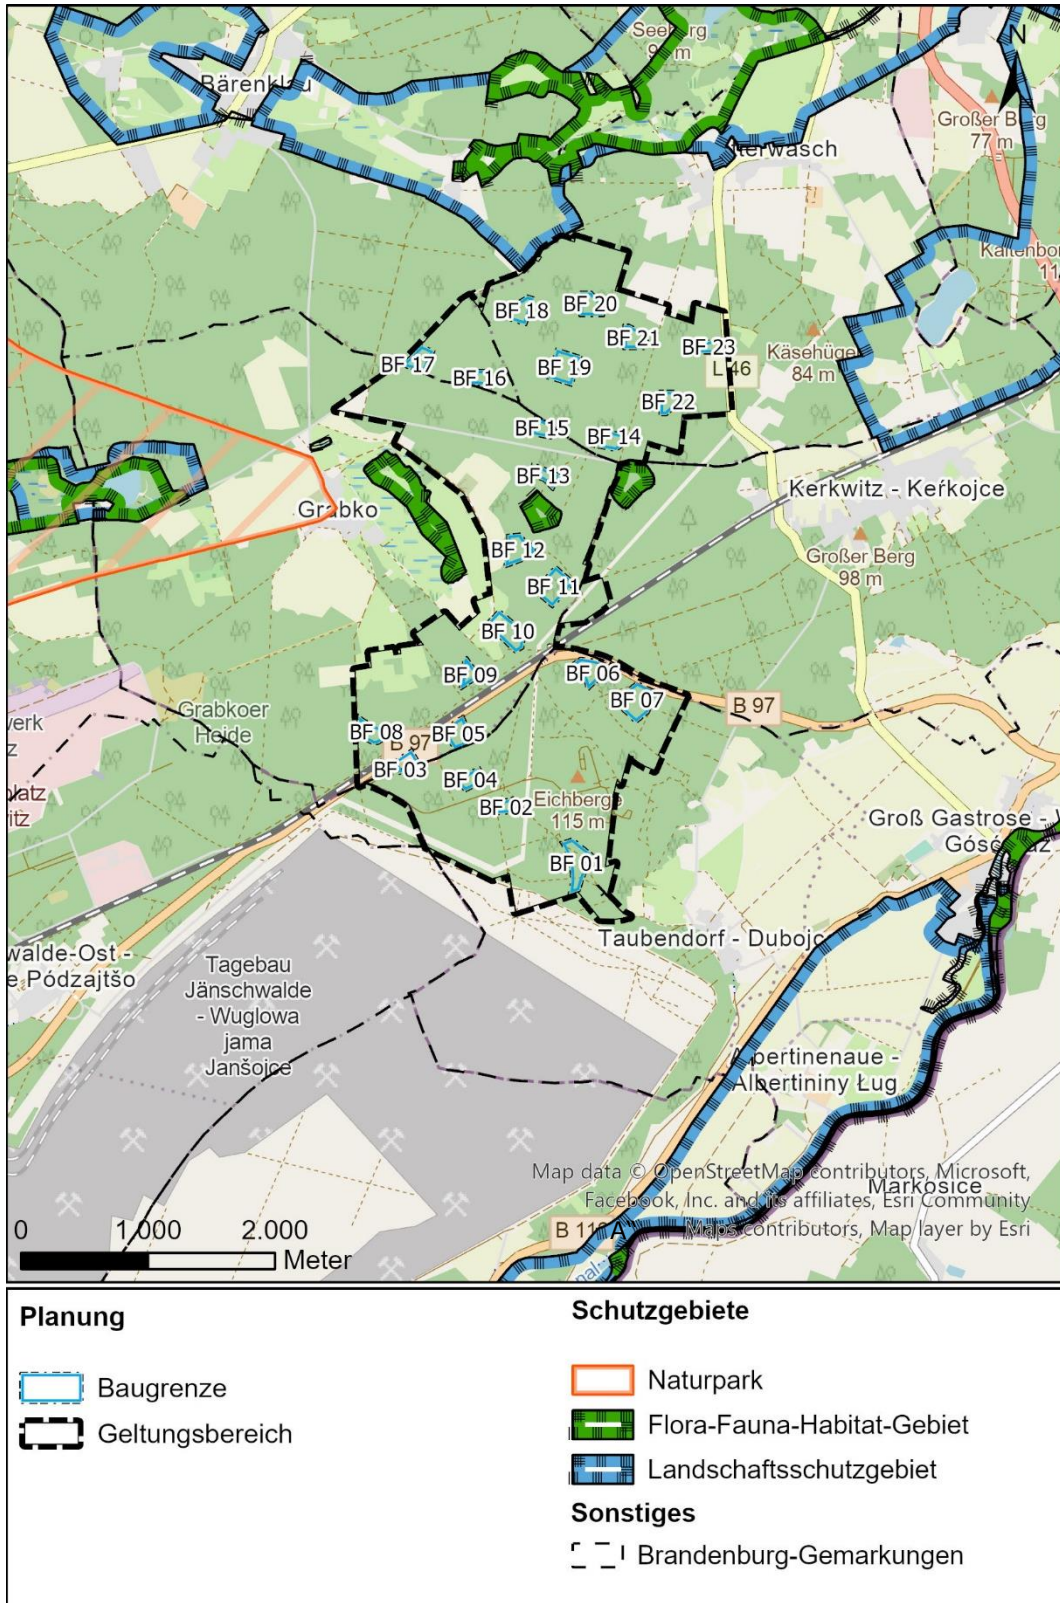 Seeberg
N
Bärenklau
Großer Berg
77 m
Kaltenbor
BF 20
BF 18
BF 21
BF 23
Käsehügel
84 m
BF 17
BF 19
BF 16
L 46
BF 22
BF 15
BF 14
BF 13
Kerkwitz - Keŕkojce
Grabko
Großer Berg
98 m
BF 12
BF 11
BF 10
BF 09
BF 06
BF 07
B 97
Grabkoer
Heide
werk
BF 08
BF 05
B 97
BF 03
BF 04
platz
BF 02
Eichberge
115 m
Groß Gastrose -
BF 01
Taubendorf - Dubojc
walde-Ost -
e Pódzajtšo
Tagebau
Jänschwalde
- Wuglowa
jama
Janšojce
Albertinenaue -
Albertininy Ług
Map data © OpenStreetMap contributors, Microsoft,
Facebook, Inc. and its affiliates, Esri Community
Maps contributors, Map layer by Esri
Markosice
0 1.000 2.000
Meter
Planung
Baugrenze
Geltungsbereich
Schutzgebiete
Naturpark
Flora-Fauna-Habitat-Gebiet
Landschaftsschutzgebiet
Sonstiges
Brandenburg-Gemarkungen